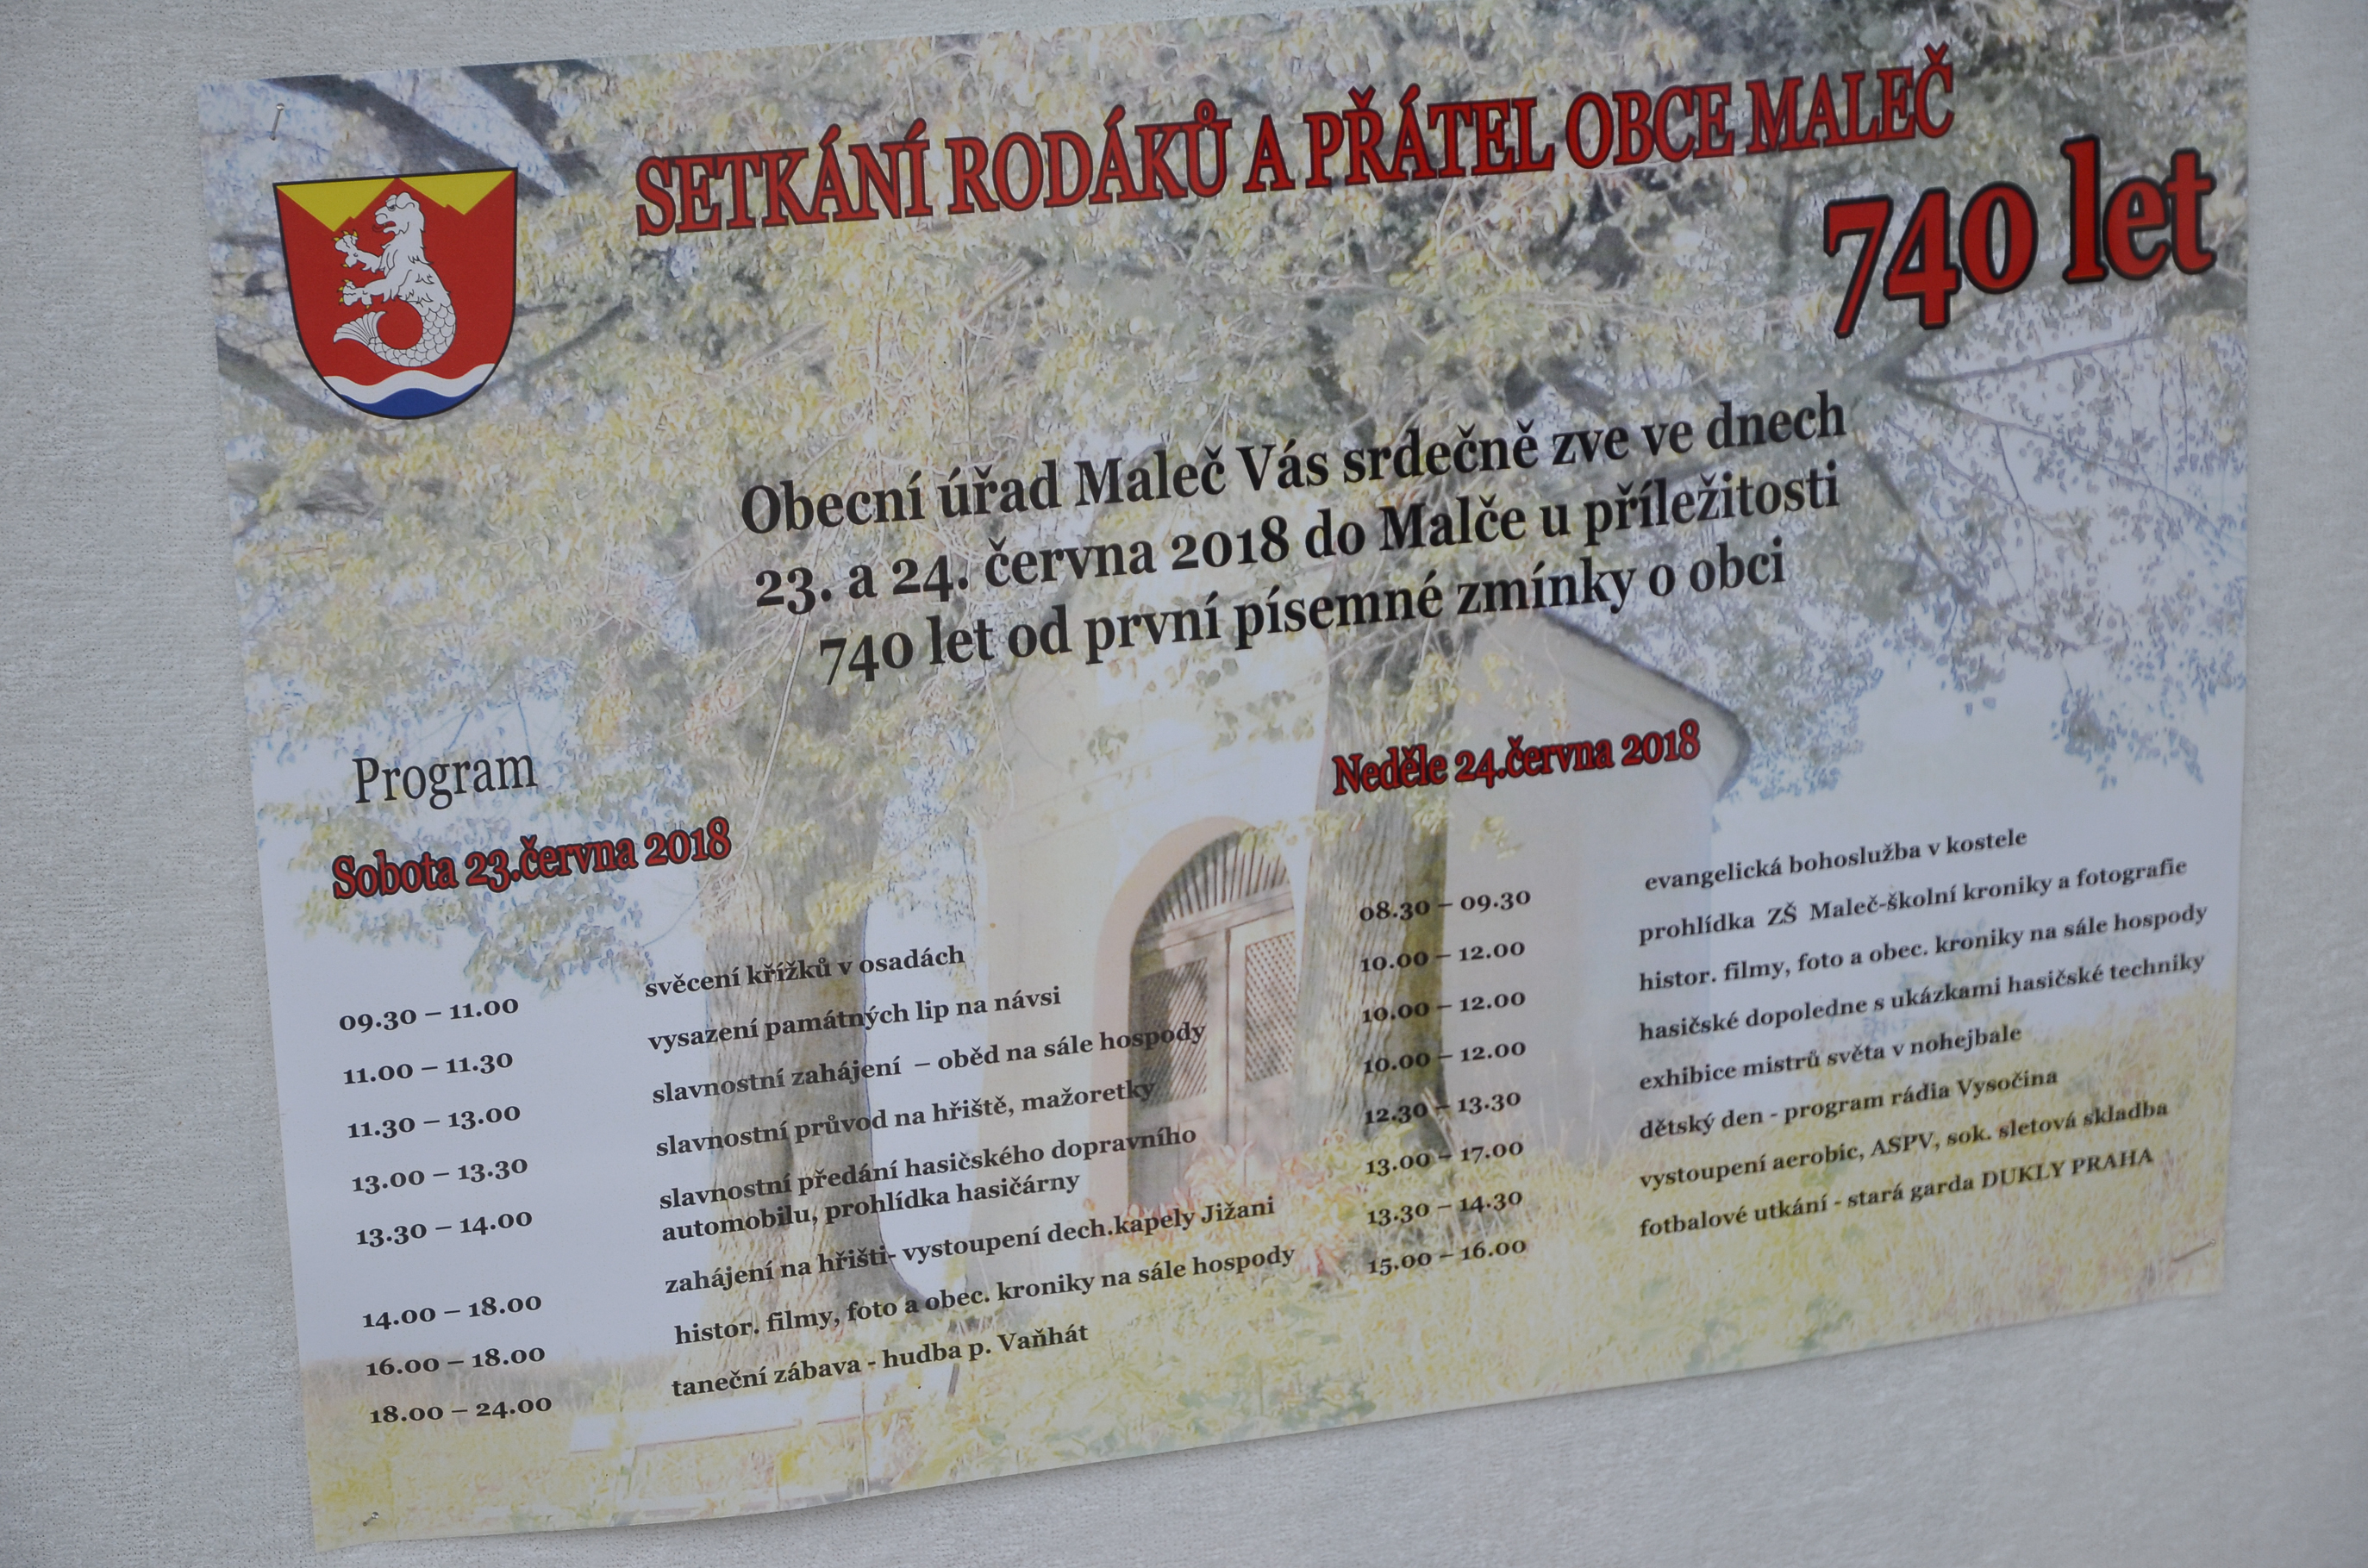 SETKÁNÍ RODÁKŮ A PŘÁTEL OBCE MALEČ
740 let
Obecní úřad Maleč Vás srdečně zve ve dnech
23. a 24. června 2018 do Malče u příležitosti
740 let od první písemné zmínky o obci
Program
Sobota 23.června 2018
09.30 – 11.00 svěcení křížků v osadách
11.00 – 11.30 vysazení památných lip na návsi
11.30 – 13.00 slavnostní zahájení – oběd na sále hospody
13.00 – 13.30 slavnostní průvod na hřiště, mažoretky
13.30 – 14.00 slavnostní předání hasičského dopravního
automobilu, prohlídka hasičárny
14.00 – 18.00 zahájení na hřišti- vystoupení dech.kapely Jižani
16.00 – 18.00 histor. filmy, foto a obec. kroniky na sále hospody
18.00 – 24.00 taneční zábava - hudba p. Vaňhát
Neděle 24.června 2018
08.30 – 09.30 evangelická bohoslužba v kostele
10.00 – 12.00 prohlídka ZŠ Maleč-školní kroniky a fotografie
10.00 – 12.00 histor. filmy, foto a obec. kroniky na sále hospody
10.00 – 12.00 hasičské dopoledne s ukázkami hasičské techniky
12.30 – 13.30 exhibice mistrů světa v nohejbale
13.00 – 17.00 dětský den - program rádia Vysočina
13.30 – 14.30 vystoupení aerobic, ASPV, sok. sletová skladba
15.00 – 16.00 fotbalové utkání - stará garda DUKLY PRAHA